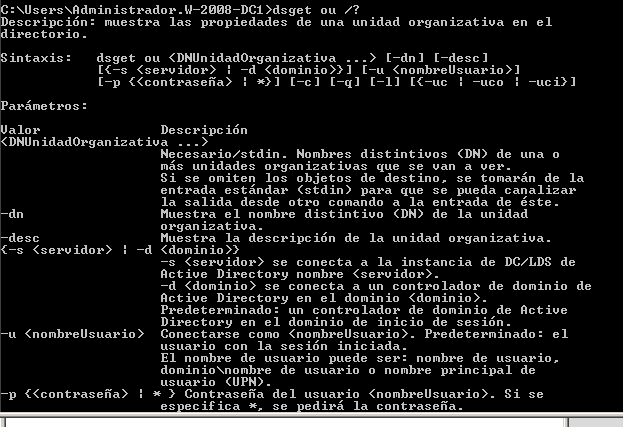 C:\Users\Administrador.W-2008-DC1>dsget ou /?
Descripción: muestra las propiedades de una unidad organizativa en el
directorio.
Sintaxis: dsget ou <DNUnidadOrganizativa ...> [-dn] [-desc]
[{-s <servidor> | -d <dominio>}] [-u <nombreUsuario>]
[-p {<contraseña> | *}] [-c] [-q] [-l] [{-uc | -uco | -uci}]
Parámetros:
Valor Descripción
<DNUnidadOrganizativa ...>
Necesario/stdin. Nombres distintivos (DN) de una o
más unidades organizativas que se van a ver.
Si se omiten los objetos de destino, se tomarán de la
entrada estándar (stdin) para que se pueda canalizar
la salida desde otro comando a la entrada de éste.
-dn Muestra el nombre distintivo (DN) de la unidad
organizativa.
-desc Muestra la descripción de la unidad organizativa.
{-s <servidor> | -d <dominio>}
-s <servidor> se conecta a la instancia de DC/LDS de
Active Directory nombre <servidor>.
-d <dominio> se conecta a un controlador de dominio de
Active Directory en el dominio <dominio>.
Predeterminado: un controlador de dominio de Active
Directory en el dominio de inicio de sesión.
-u <nombreUsuario> Conectarse como <nombreUsuario>. Predeterminado: el
usuario con la sesión iniciada.
El nombre de usuario puede ser: nombre de usuario,
dominio\nombre de usuario o nombre principal de
usuario (UPN).
-p {<contraseña> | * } Contraseña del usuario <nombreUsuario>. Si se
especifica *, se pedirá la contraseña.